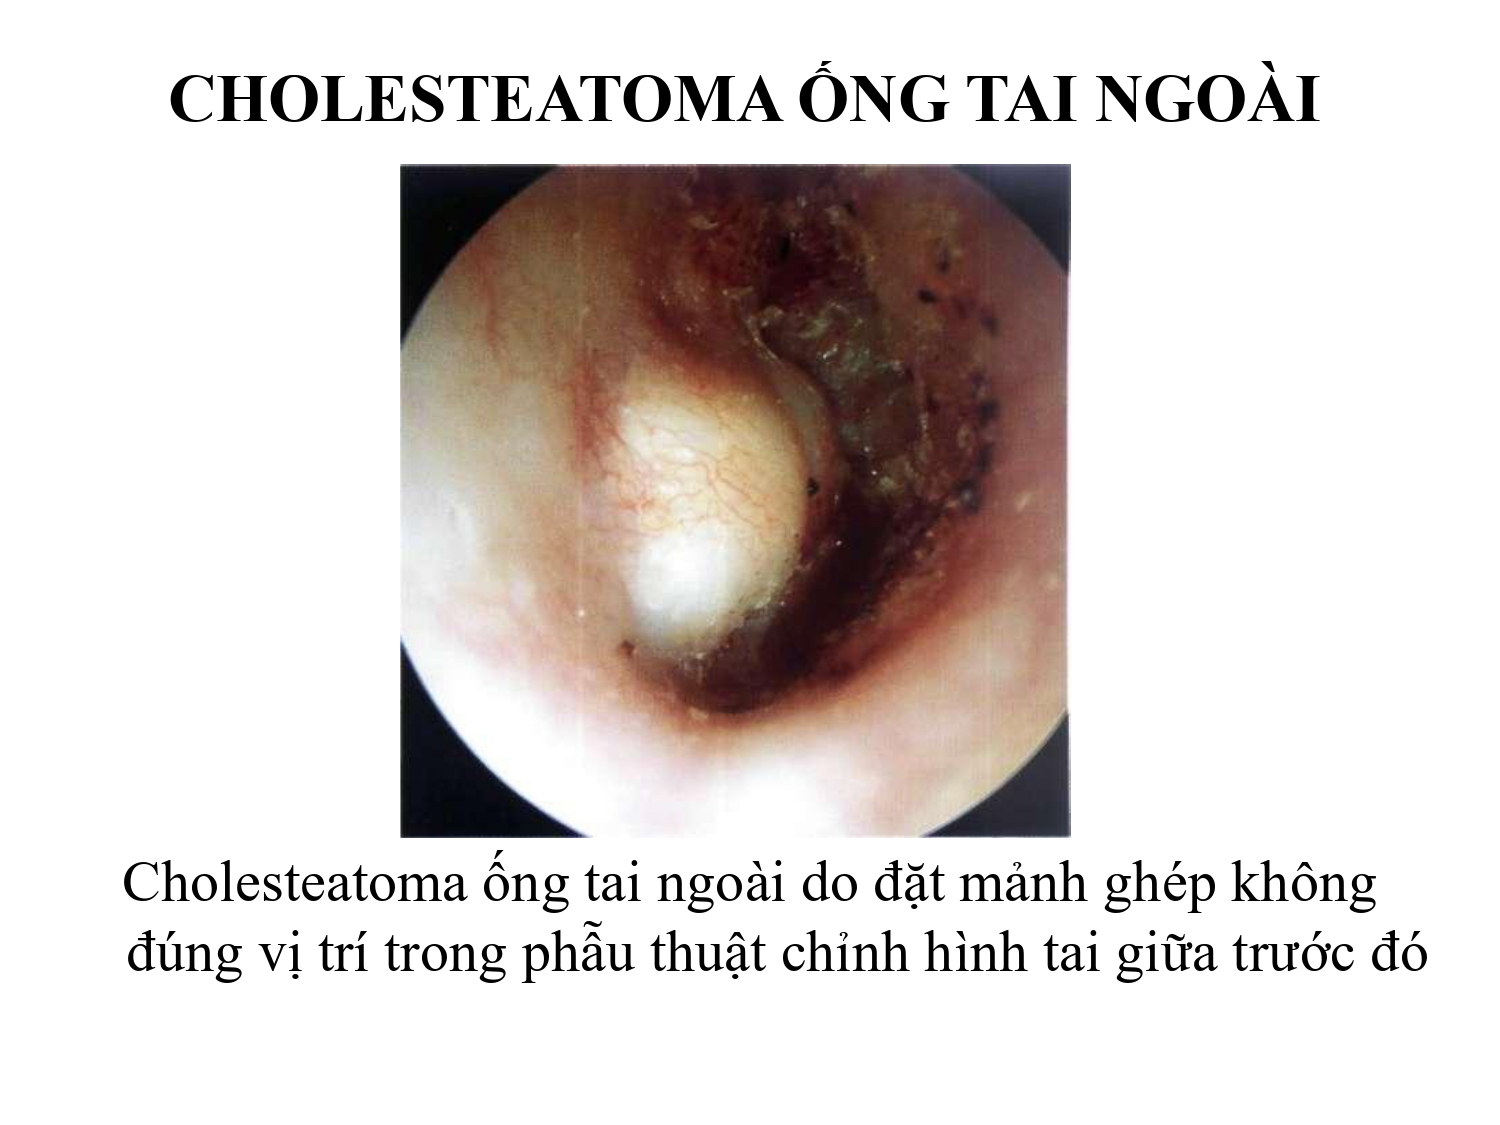 CHOLESTEATOMA ỐNG TAI NGOÀI
Cholesteatoma ống tai ngoài do đặt mảnh ghép không
đúng vị trí trong phẫu thuật chỉnh hình tai giữa trước đó